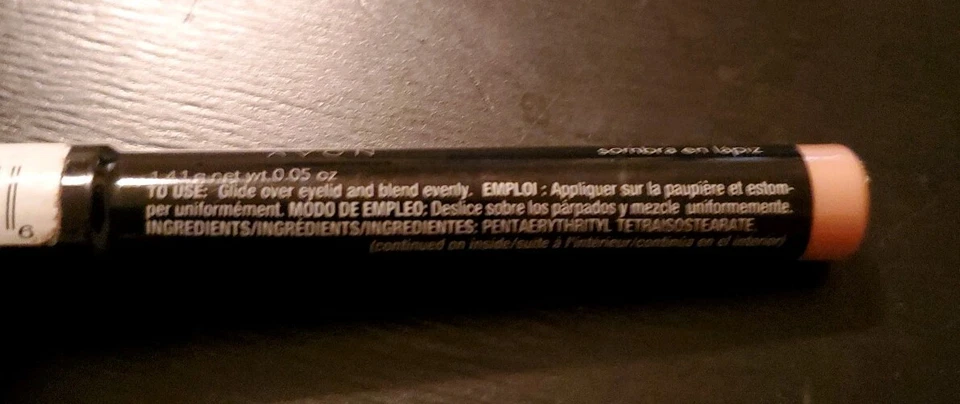 AVON
sombra en lápiz
1.41 g net wt 0.05 oz
TO USE: Glide over eyelid and blend evenly. EMPLOI : Appliquer sur la paupière et estom-
per uniformément. MODO DE EMPLEO: Deslice sobre los párpados y mezcle uniformemente.
INGREDIENTS/INGRÉDIENTS/INGREDIENTES: PENTAERYTHRITYL TETRAISOSTEARATE,
(continued on inside/suite à l'intérieur/continúa en el interior)
6